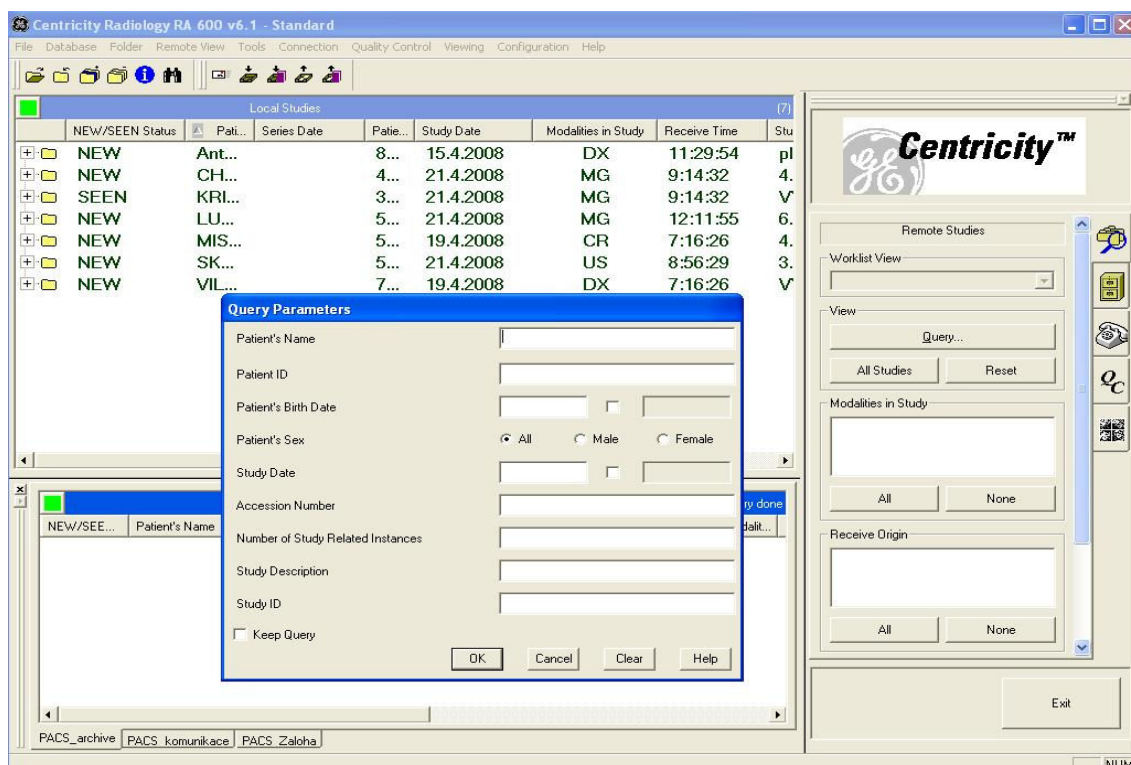 Centricity Radiology RA 600 v6.1 - Standard
File Database Folder Remote View Tools Connection Quality Control Viewing Configuration Help
Local Studies (7)
NEW/SEEN Status Pati... Series Date Patie... Study Date Modalities in Study Receive Time Stu
NEW Ant... 8... 15.4.2008 DX 11:29:54 pl
NEW CH... 4... 21.4.2008 MG 9:14:32 4.
SEEN KRI... 3... 21.4.2008 MG 9:14:32 V
NEW LU... 5... 21.4.2008 MG 12:11:55 6.
NEW MIS... 5... 19.4.2008 CR 7:16:26 4.
NEW SK... 5... 21.4.2008 US 8:56:29 3.
NEW VIL... 7... 19.4.2008 DX 7:16:26 V
Query Parameters
Patient's Name
Patient ID
Patient's Birth Date
Patient's Sex All Male Female
Study Date
Accession Number
Number of Study Related Instances
Study Description
Study ID
Keep Query
OK Cancel Clear Help
ry done
NEW/SEE... Patient's Name dalit...
PACS_archive PACS_komunikace PACS_Zaloha
Centricity™
Remote Studies
Worklist View
View
Query...
All Studies Reset
Modalities in Study
All None
Receive Origin
All None
Exit
QC
NUM